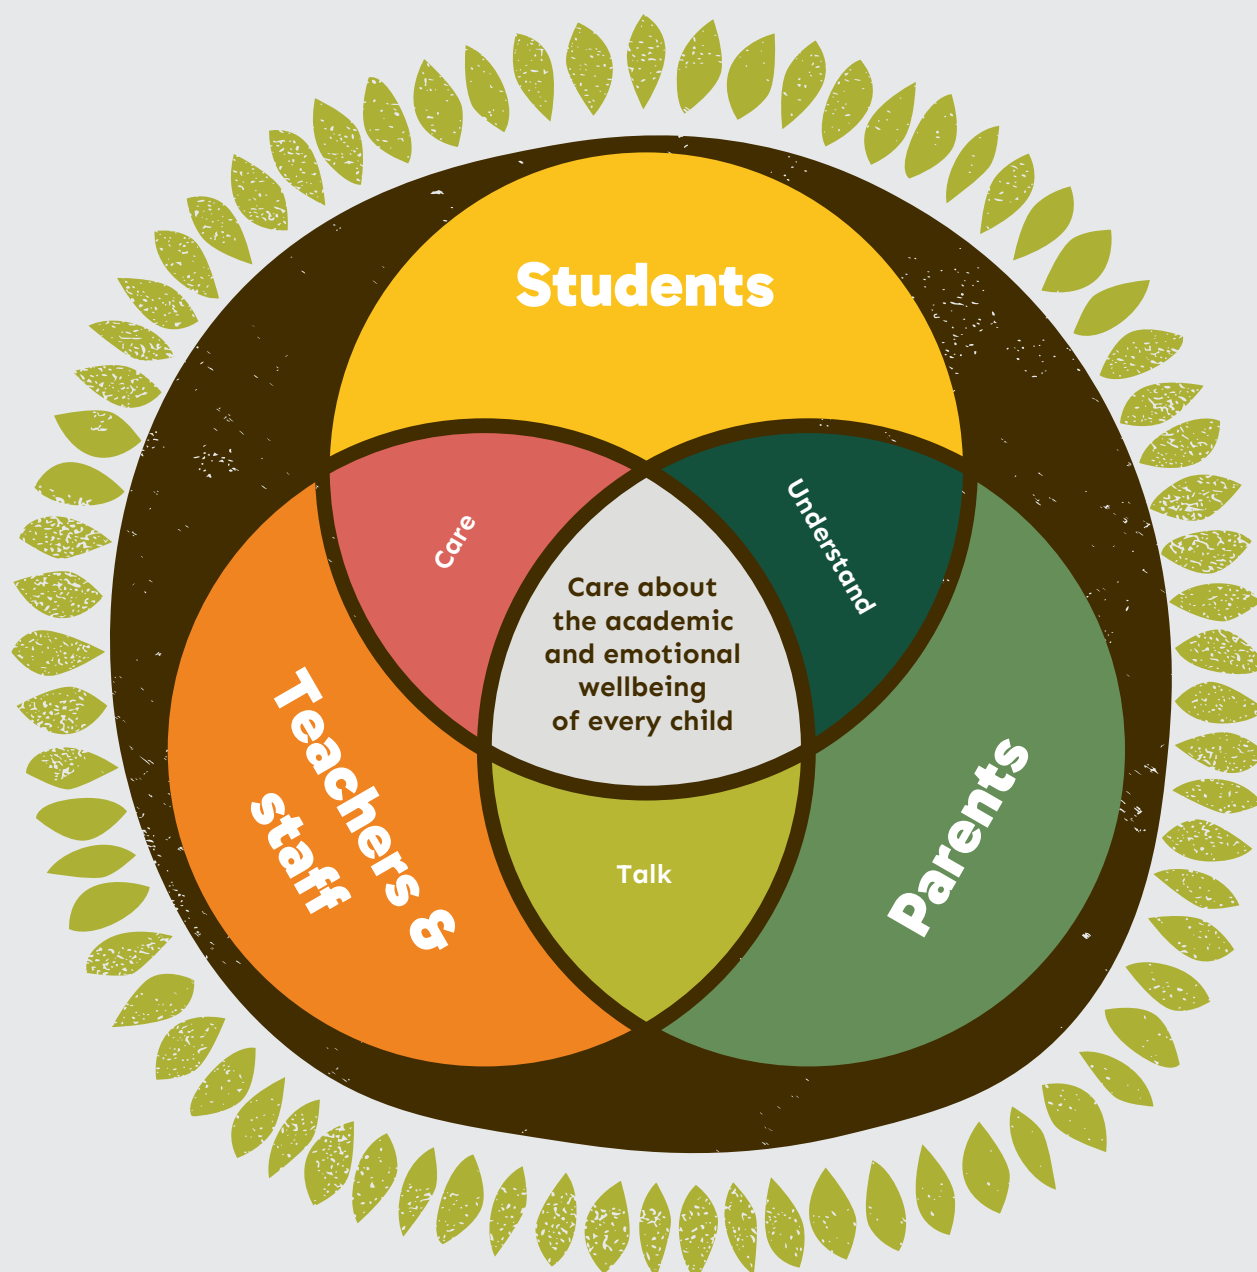 Students
Care
Understand
Care about
the academic
and emotional
wellbeing
of every child
Teachers &
staff
Parents
Talk